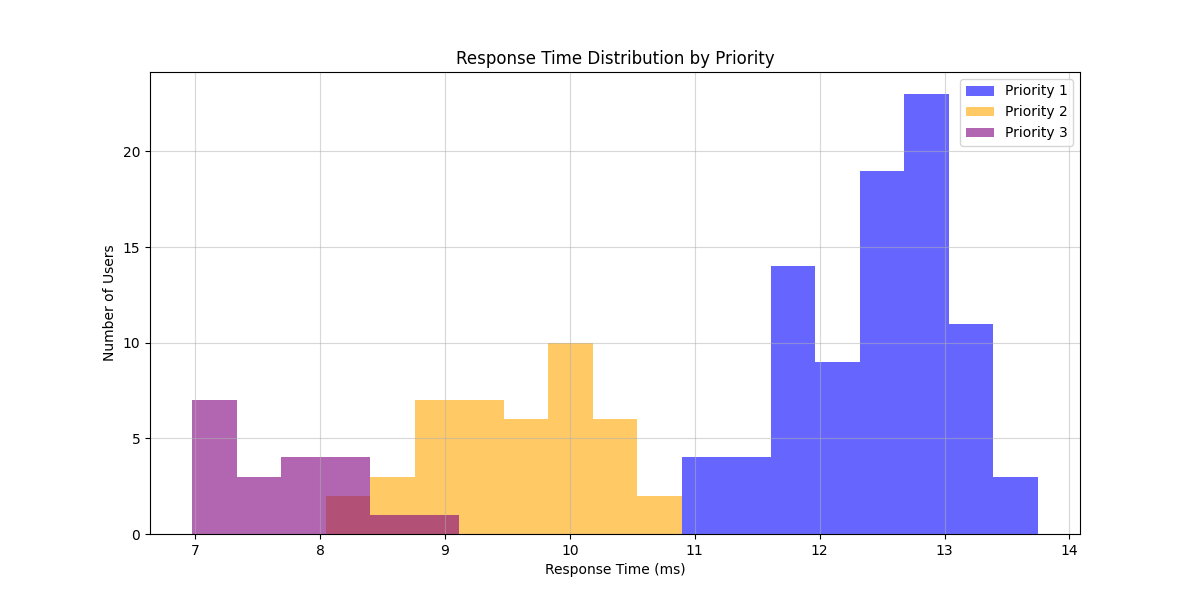 Response Time Distribution by Priority
Priority 1
Priority 2
Priority 3
Number of Users
20
15
10
5
0
7 8 9 10 11 12 13 14
Response Time (ms)